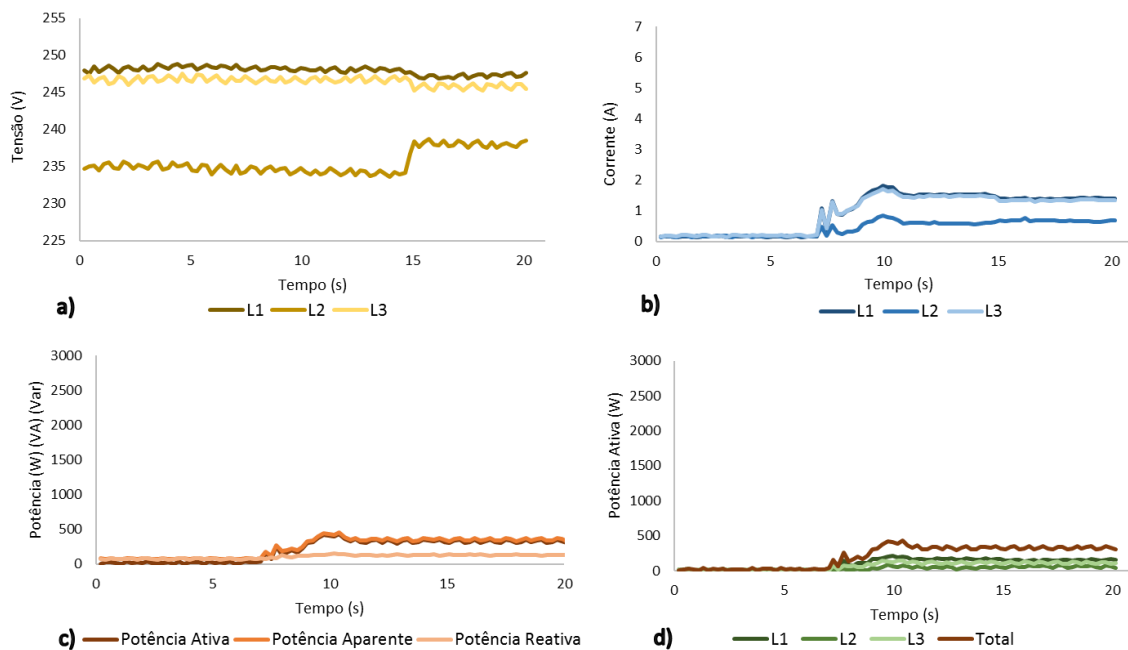 255
250
245
240
235
230
225
Tensão (V)
0 5 10 15 20
Tempo (s)
a)
L1 L2 L3
7
6
5
4
3
2
1
0
Corrente (A)
0 5 10 15 20
Tempo (s)
b)
L1 L2 L3
3000
2500
2000
1500
1000
500
0
Potência (W) (VA) (Var)
0 5 10 15 20
Tempo (s)
c)
Potência Ativa Potência Aparente Potência Reativa
3000
2500
2000
1500
1000
500
0
Potência Ativa (W)
0 5 10 15 20
Tempo (s)
d)
L1 L2 L3 Total